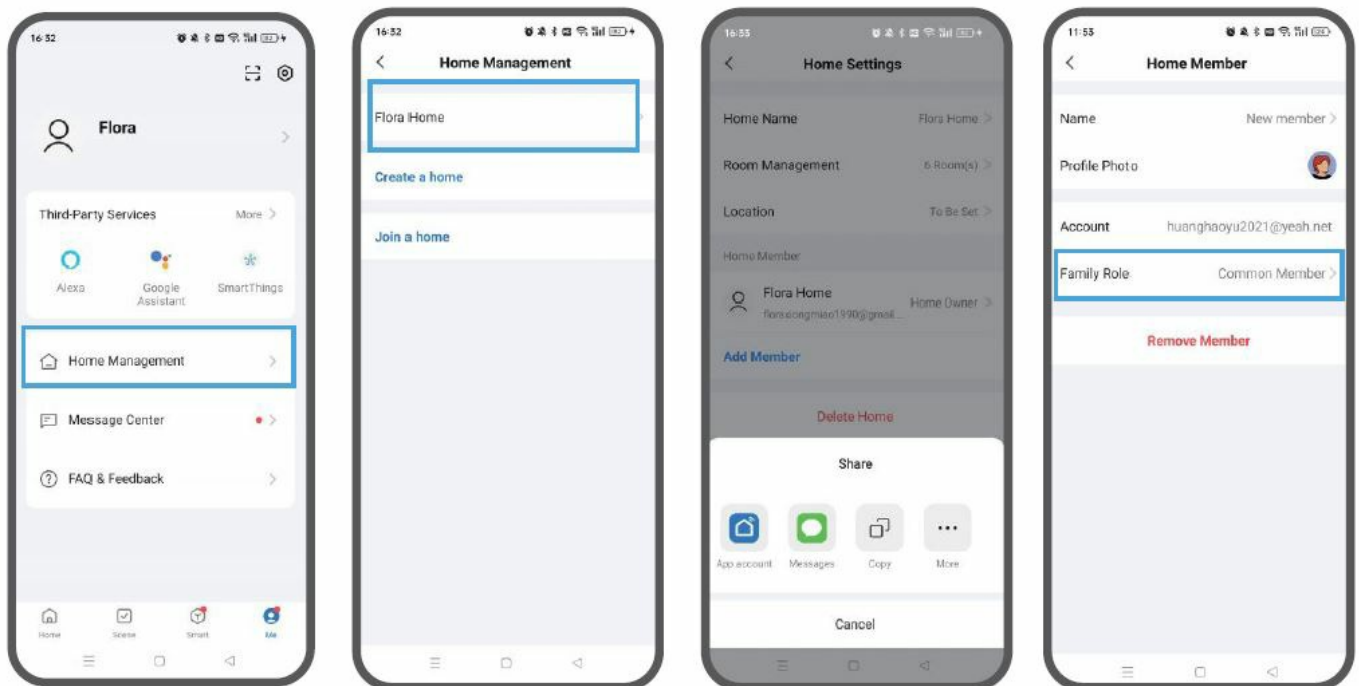 16:32
Flora
Third-Party Services
More
Alexa
Google
Assistant
SmartThings
Home Management
Message Center
FAQ & Feedback
Home
Scene
Smart
Me
16:32
Home Management
Flora Home
Create a home
Join a home
16:33
Home Settings
Home Name
Flora Home
Room Management
6 Room(s)
Location
To Be Set
Home Member
Flora Home
Home Owner
Add Member
Delete Home
Share
App account
Messages
Copy
More
Cancel
11:53
Home Member
Name
New member
Profile Photo
Account
huanghaoyu2021@yeah.net
Family Role
Common Member
Remove Member